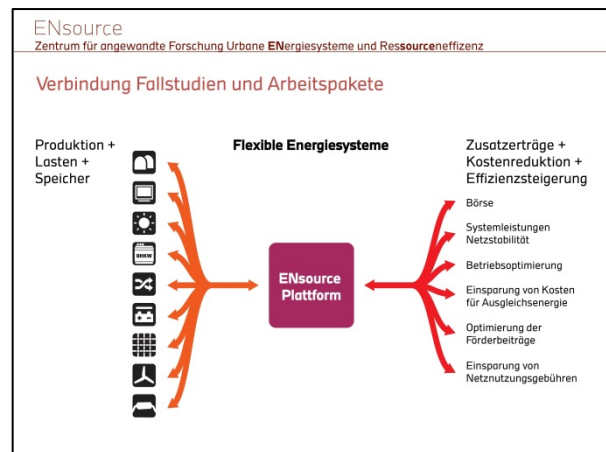 ENsource
Zentrum für angewandte Forschung Urbane ENergiesysteme und Ressourceneffizenz
Verbindung Fallstudien und Arbeitspakete
Produktion +
Lasten +
Speicher
Flexible Energiesysteme
Zusatzerträge +
Kostenreduktion +
Effizienzsteigerung
BHKW
ENsource
Plattform
Börse
Systemleistungen
Netzstabilität
Betriebsoptimierung
Einsparung von Kosten
für Ausgleichsenergie
Optimierung der
Förderbeiträge
Einsparung von
Netznutzungsgebühren